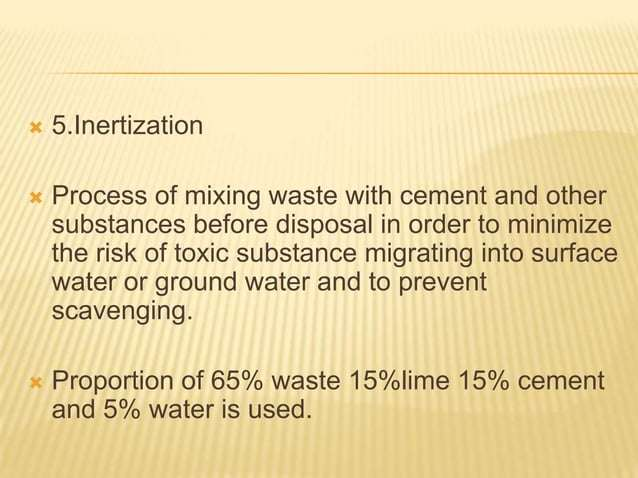 5.Inertization
Process of mixing waste with cement and other
substances before disposal in order to minimize
the risk of toxic substance migrating into surface
water or ground water and to prevent
scavenging.
Proportion of 65% waste 15%lime 15% cement
and 5% water is used.